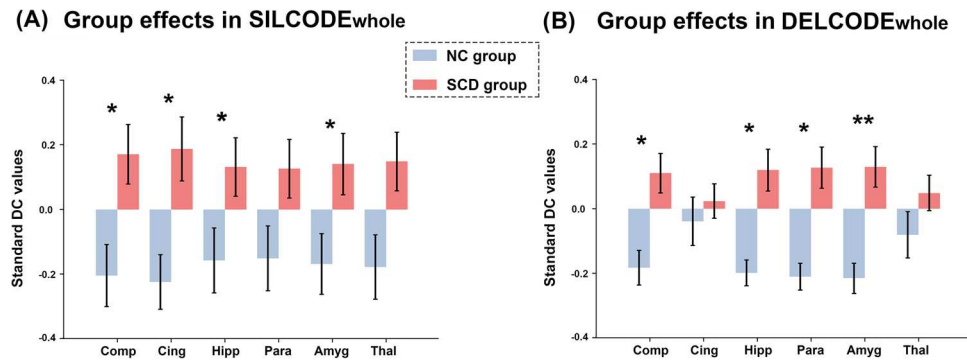 (A) Group effects in SILCODEwhole
(B) Group effects in DELCODEwhole
NC group
SCD group
Standard DC values
0.4
0.2
0.0
-0.2
-0.4
* * * *
Comp Cing Hipp Para Amyg Thal
Standard DC values
0.4
0.2
0.0
-0.2
-0.4
* * * **
Comp Cing Hipp Para Amyg Thal